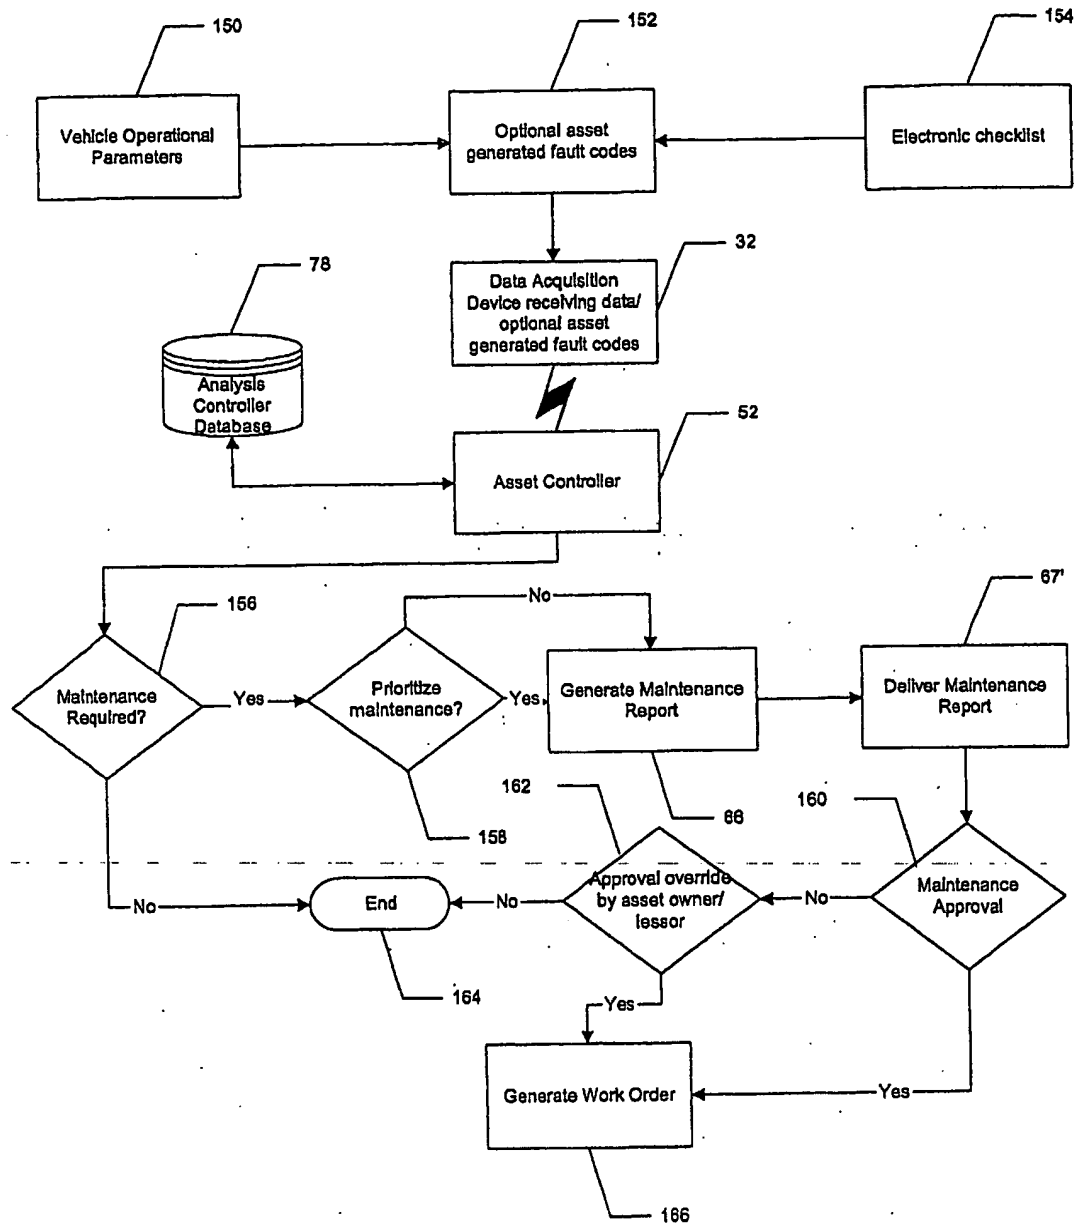 150
152
154
Vehicle Operational
Parameters
Optional asset
generated fault codes
Electronic checklist
32
78
Data Acquisition
Device receiving data/
optional asset
generated fault codes
Analysis
Controller
Database
52
Asset Controller
67'
156
No
Maintenance
Required?
Yes
Prioritize
maintenance?
Yes
Generate Maintenance
Report
Deliver Maintenance
Report
162
160
66
158
Approval override
by asset owner/
lessor
Maintenance
Approval
No
End
No
No
164
Yes
Generate Work Order
Yes
166